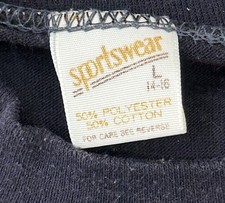 sportswear
L
14-16
50% POLYESTER
50% COTTON
FOR CARE SEE REVERSE